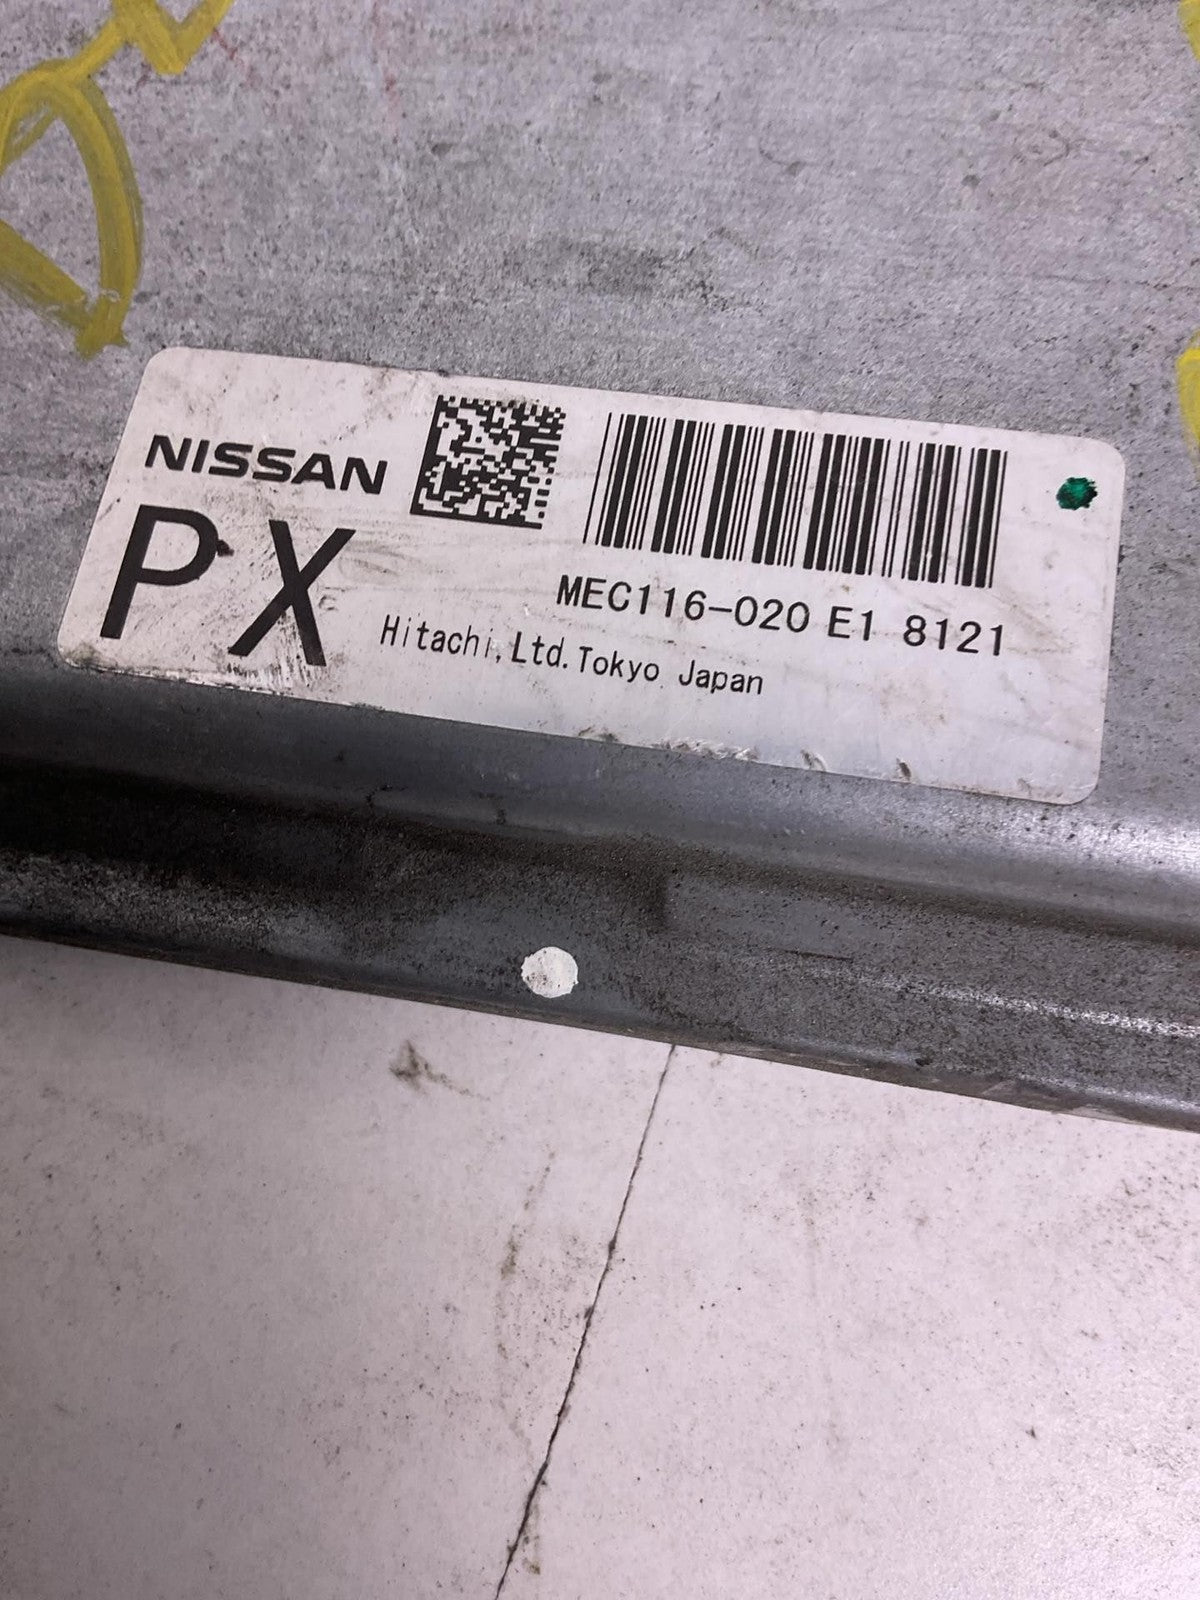 NISSAN
PX
MEC116-020 E1 8121
Hitachi, Ltd. Tokyo Japan